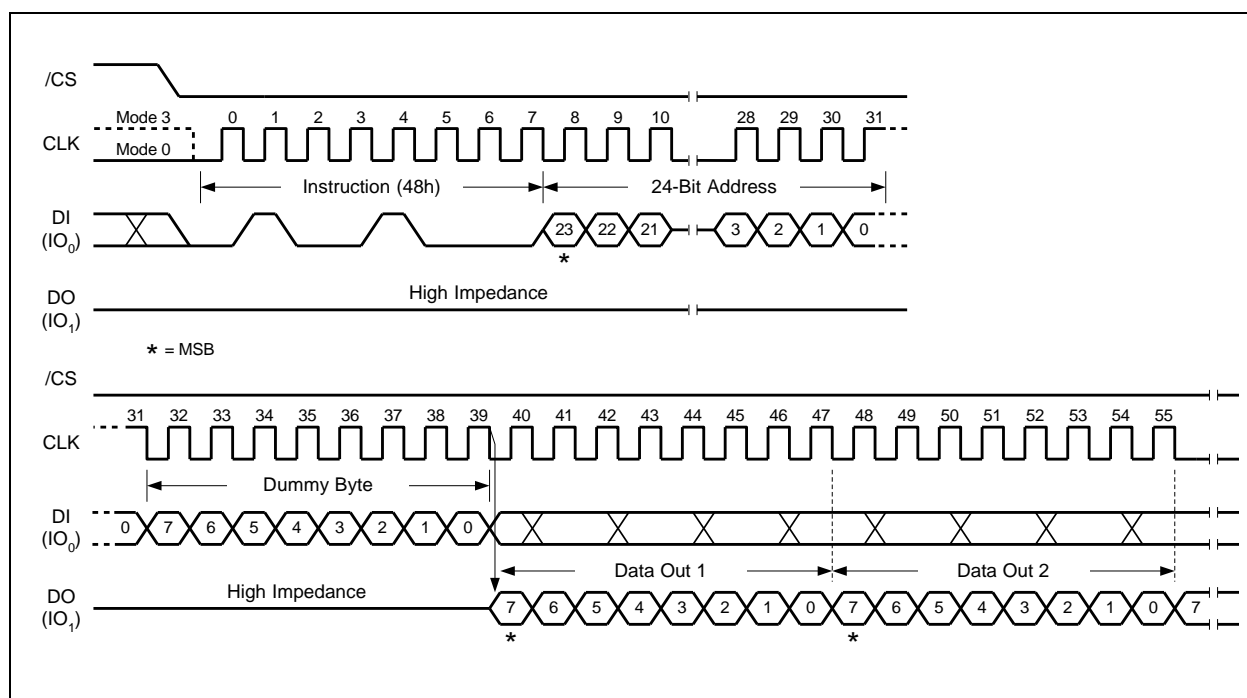 /CS
Mode 3 0 1 2 3 4 5 6 7 8 9 10 28 29 30 31
CLK
Mode 0
Instruction (48h) 24-Bit Address
DI
(IO0) 23 22 21 3 2 1 0
*
High Impedance
DO
(IO1)
* = MSB
/CS
31 32 33 34 35 36 37 38 39 40 41 42 43 44 45 46 47 48 49 50 51 52 53 54 55
CLK
Dummy Byte
DI
(IO0) 0 7 6 5 4 3 2 1 0
Data Out 1 Data Out 2
High Impedance
DO
(IO1) 7 6 5 4 3 2 1 0 7 6 5 4 3 2 1 0 7
* *